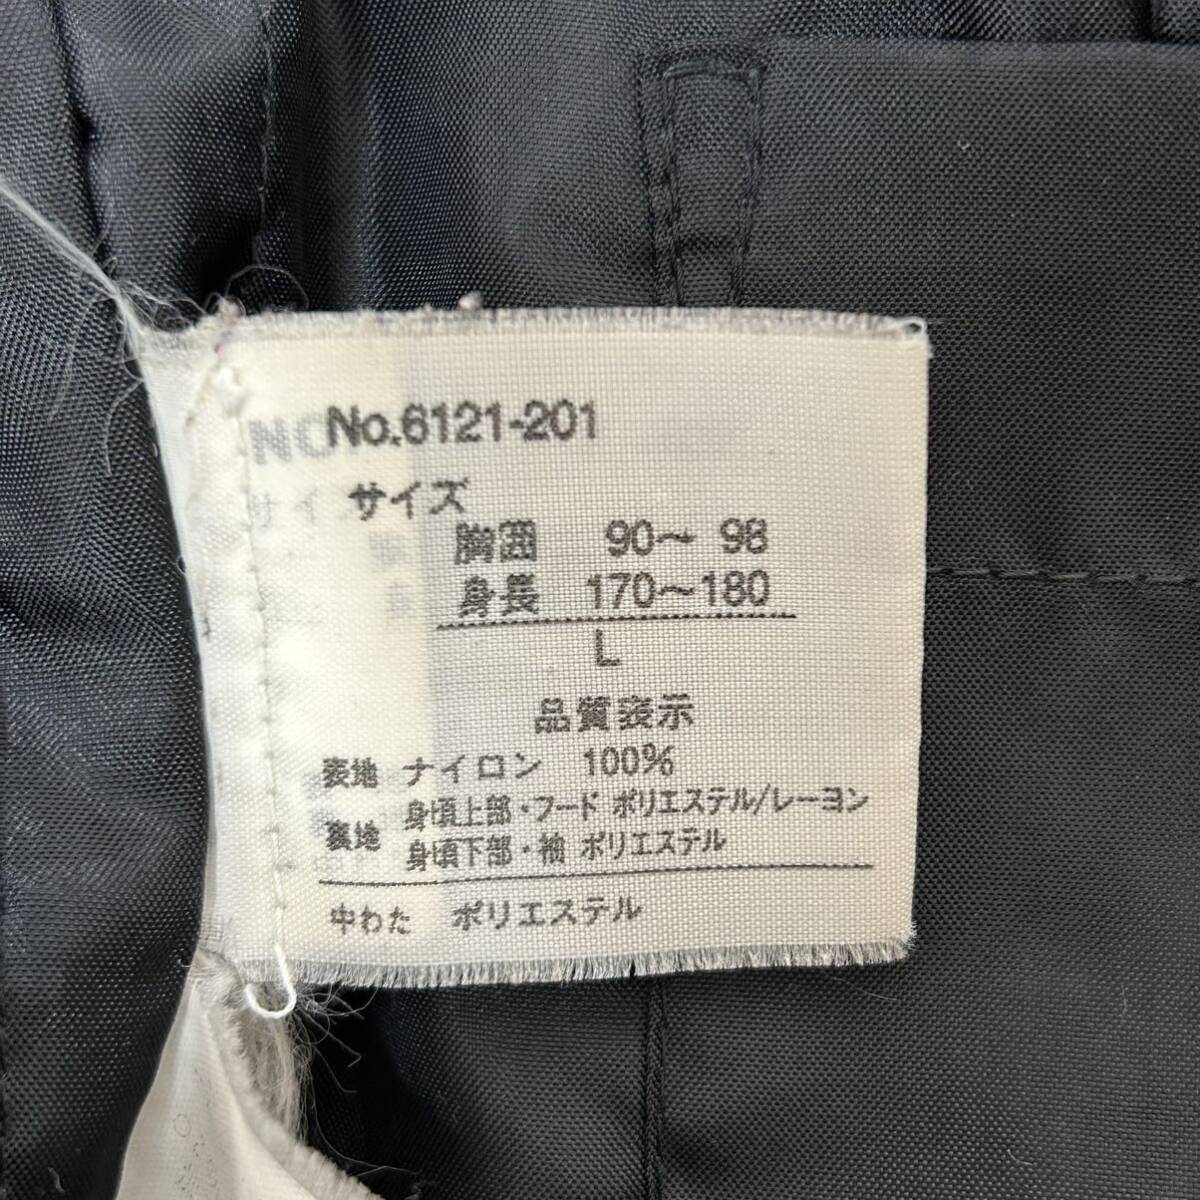 No.6121-201
サイズ
胸囲 90〜 98
身長 170〜180
L
品質表示
表地 ナイロン 100%
裏地 身頃上部・フード ポリエステル/レーヨン
身頃下部・袖 ポリエステル
中わた ポリエステル